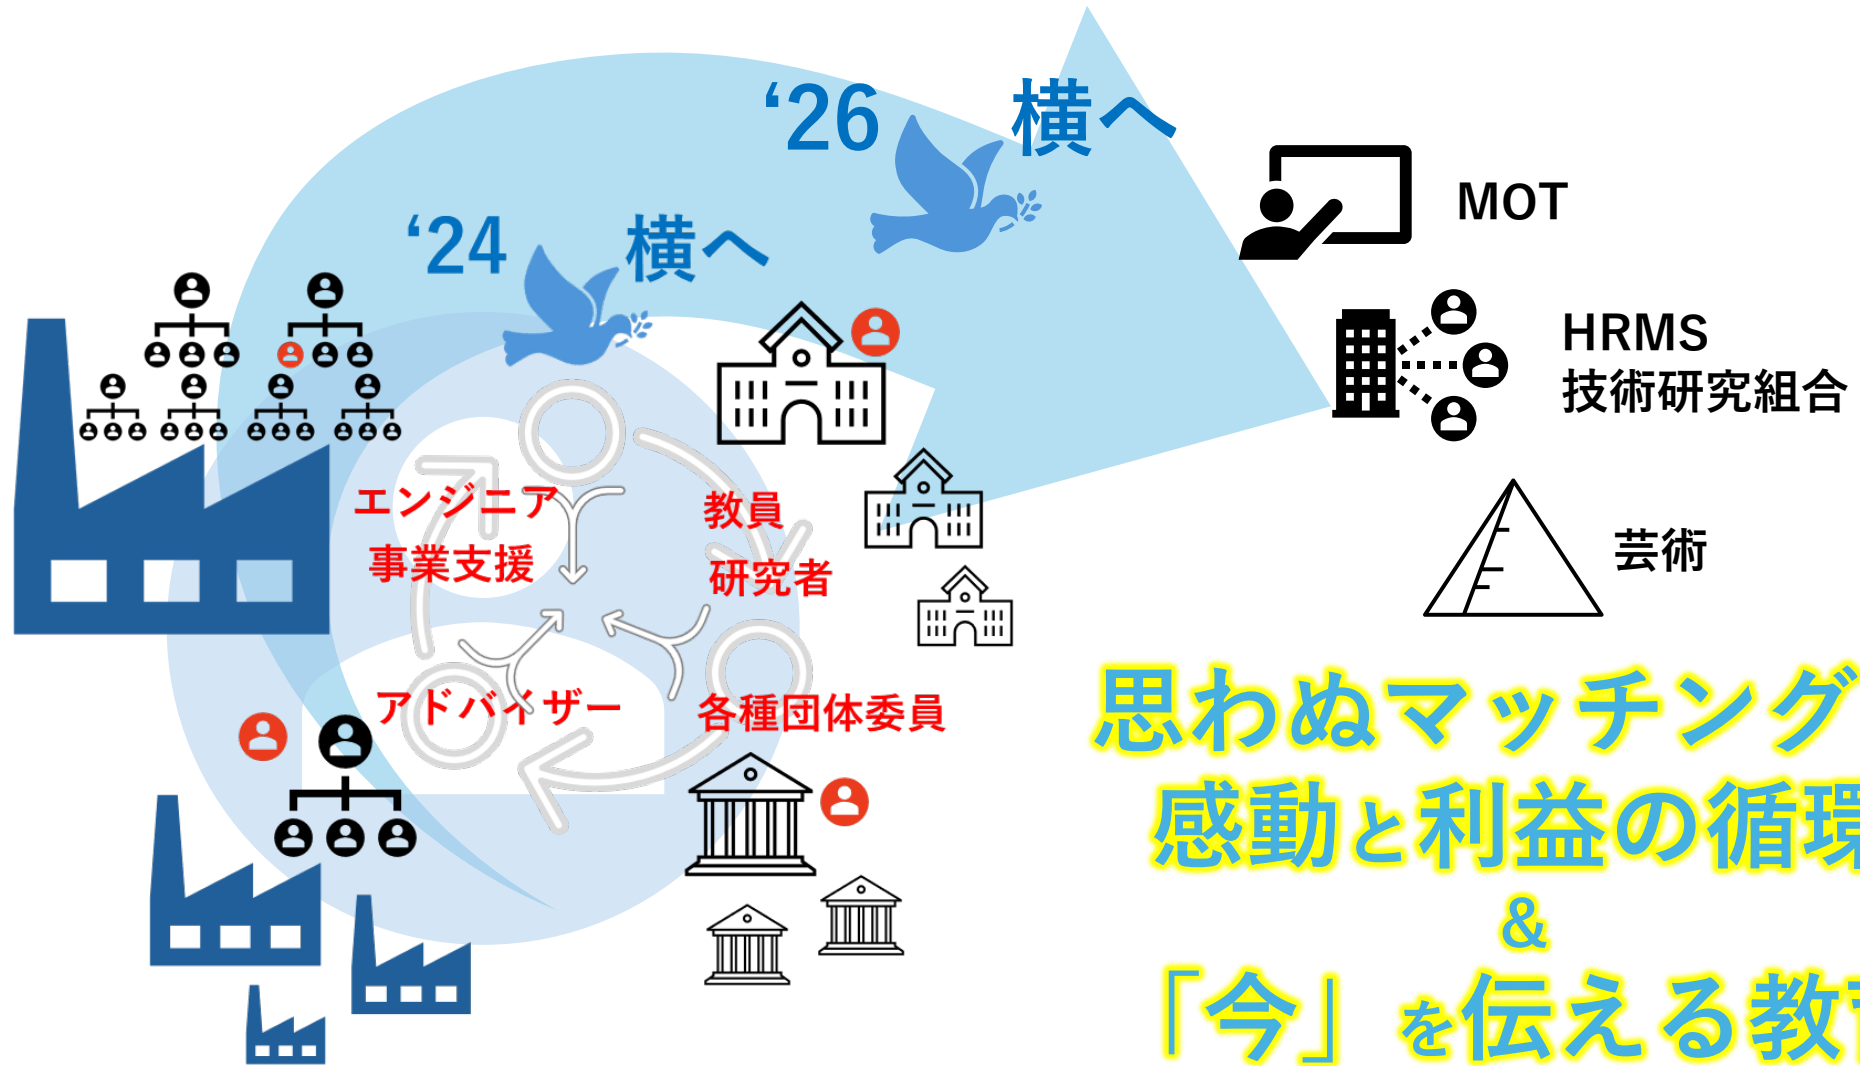 ‘26 横へ
‘24 横へ
MOT
HRMS
技術研究組合
エンジニア
事業支援
教員
研究者
芸術
アドバイザー
各種団体委員
思わぬマッチング
感動と利益の循環
&
「今」を伝える教